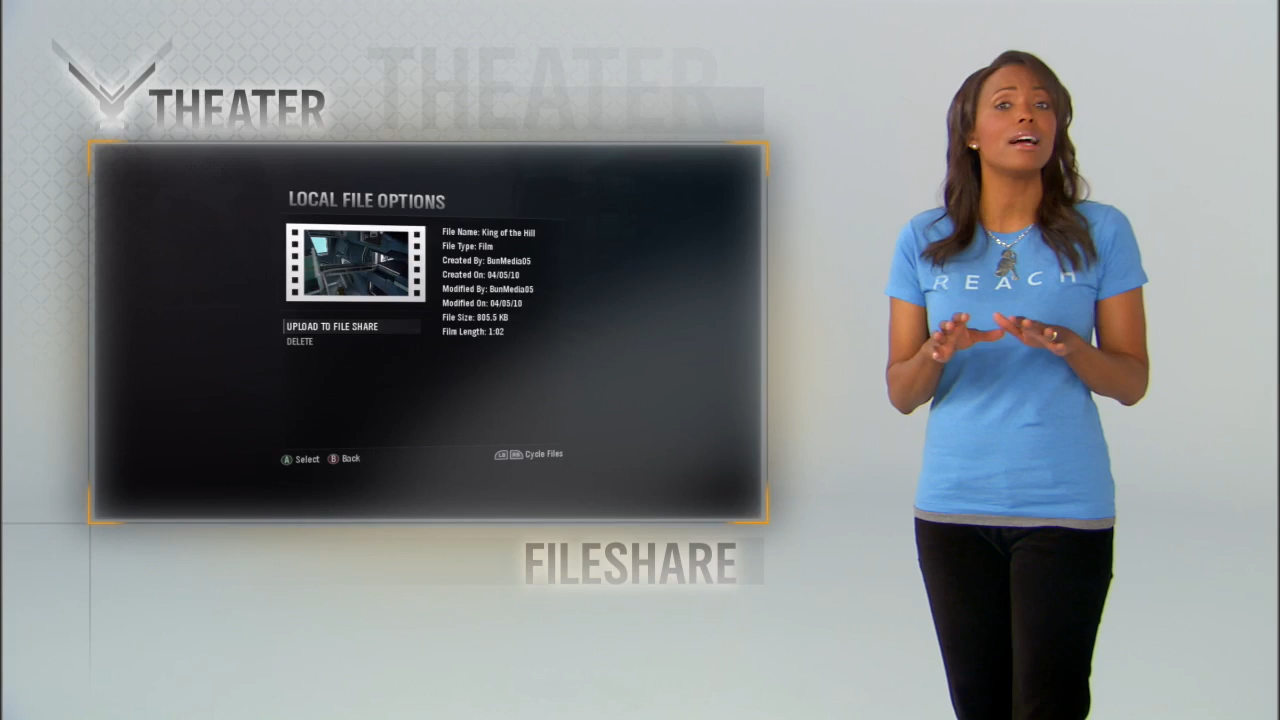 THEATER
THEATER
LOCAL FILE OPTIONS
File Name: King of the Hill
File Type: Film
Created By: BunMedia05
Created On: 04/05/10
Modified By: BunMedia05
Modified On: 04/05/10
File Size: 805.5 KB
Film Length: 1:02
UPLOAD TO FILE SHARE
DELETE
A Select B Back
LB RB Cycle Files
FILESHARE
REACH